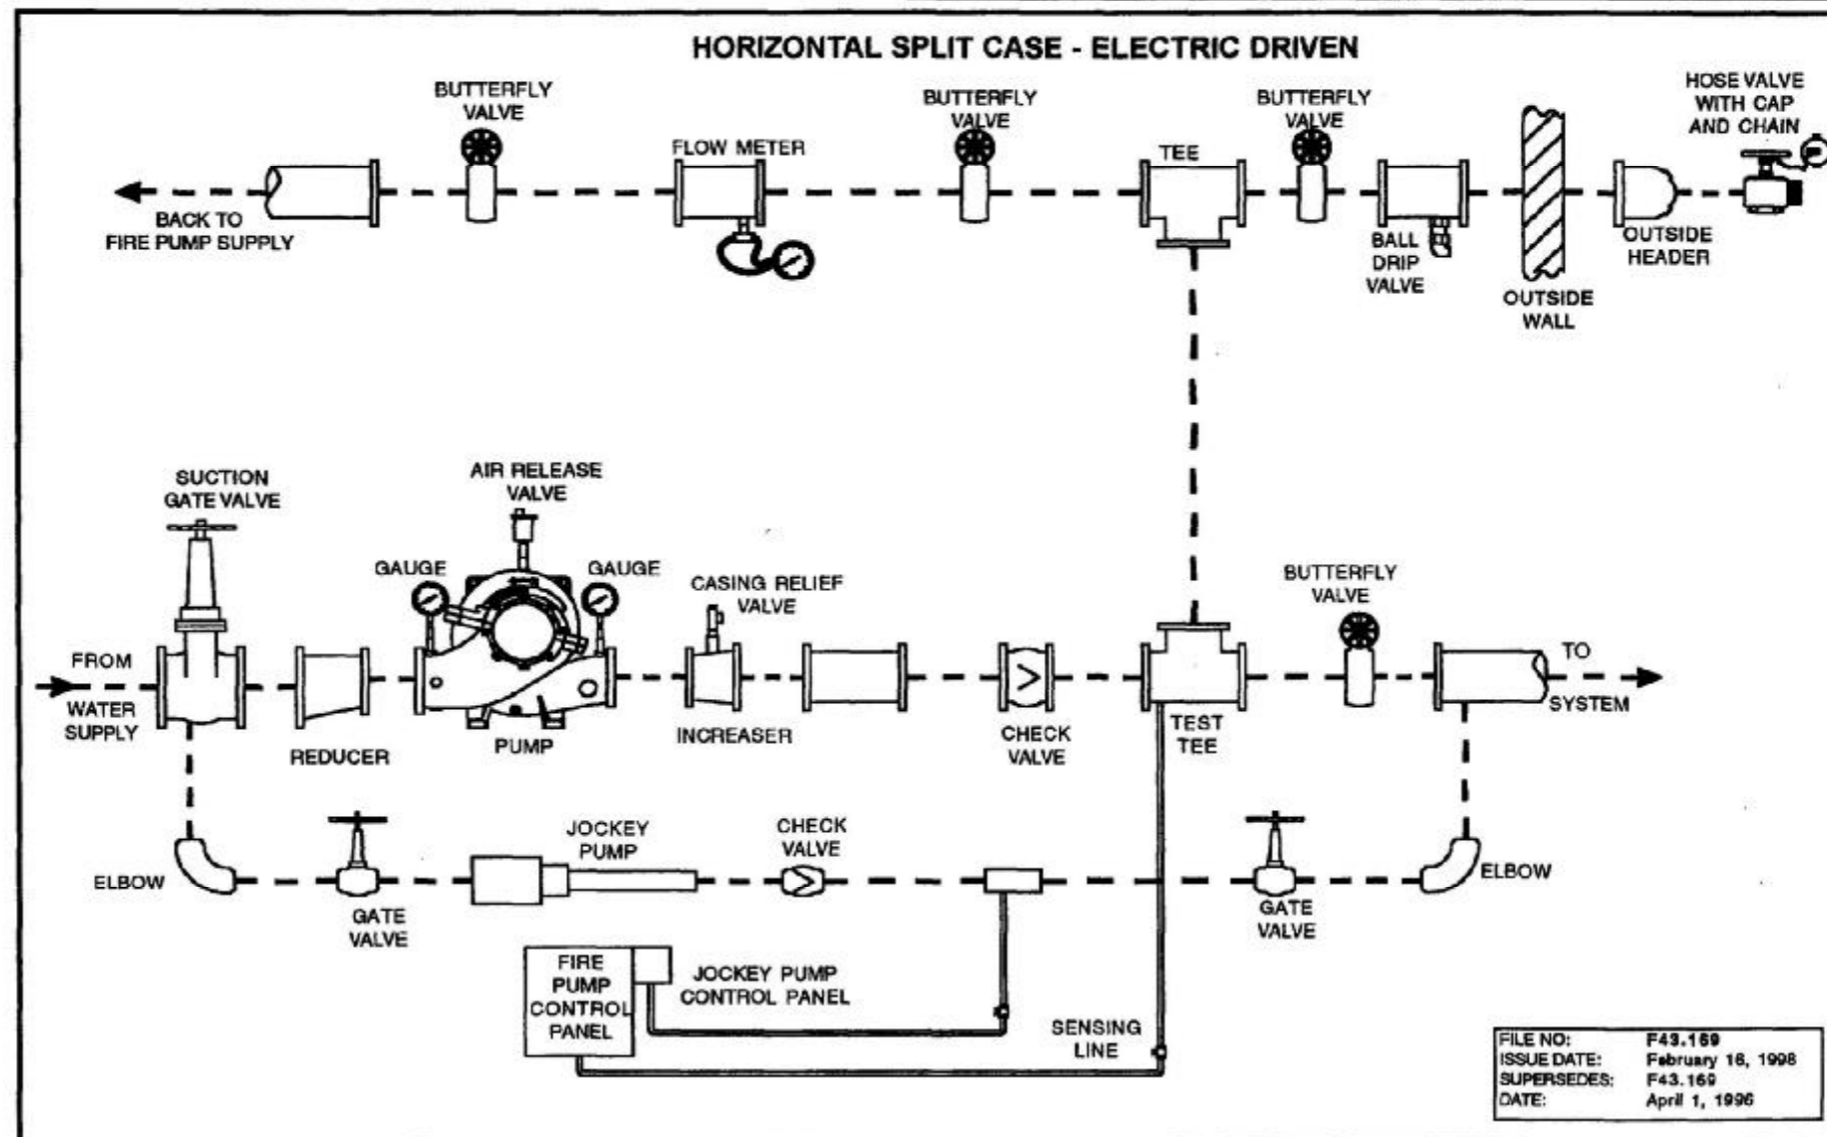 HORIZONTAL SPLIT CASE - ELECTRIC DRIVEN
BUTTERFLY
VALVE
FLOW METER
BUTTERFLY
VALVE
TEE
BUTTERFLY
VALVE
HOSE VALVE
WITH CAP
AND CHAIN
BACK TO
FIRE PUMP SUPPLY
BALL
DRIP
VALVE
OUTSIDE
WALL
OUTSIDE
HEADER
SUCTION
GATE VALVE
AIR RELEASE
VALVE
GAUGE
GAUGE
CASING RELIEF
VALVE
BUTTERFLY
VALVE
FROM
WATER
SUPPLY
REDUCER
PUMP
INCREASER
CHECK
VALVE
TEST
TEE
TO
SYSTEM
ELBOW
GATE
VALVE
JOCKEY
PUMP
CHECK
VALVE
GATE
VALVE
ELBOW
FIRE
PUMP
CONTROL
PANEL
JOCKEY PUMP
CONTROL PANEL
SENSING
LINE
FILE NO: F43.169
ISSUE DATE: February 16, 1998
SUPERSEDES: F43.169
DATE: April 1, 1996